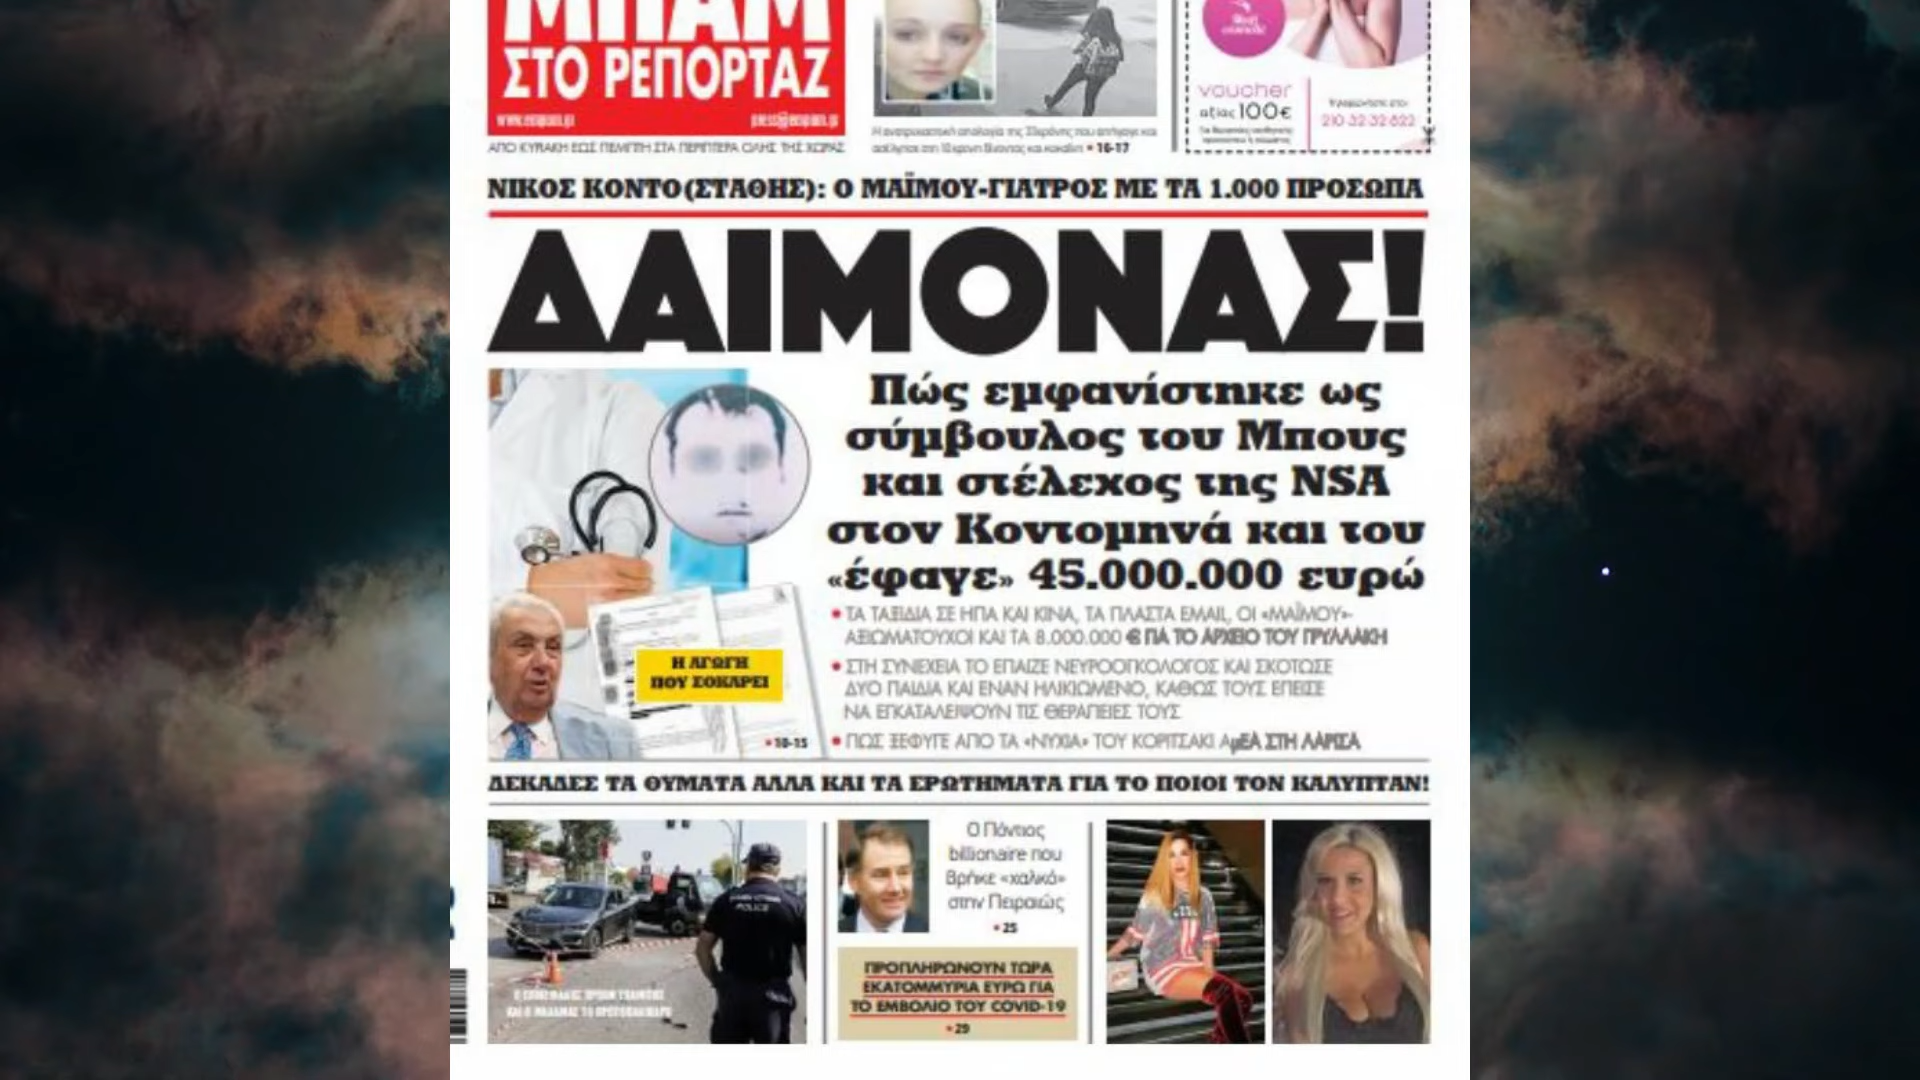 ΜΠΑΜ
ΣΤΟ ΡΕΠΟΡΤΑΖ
ΑΠΟ ΚΥΡΙΑΚΗ ΕΩΣ ΠΕΜΠΤΗ ΣΤΑ ΠΕΡΙΠΤΕΡΑ ΟΛΗΣ ΤΗΣ ΧΩΡΑΣ
• 16-17
voucher
αξίας 100€
210-32-32-822
ΝΙΚΟΣ ΚΟΝΤΟ(ΣΤΑΘΗΣ): Ο ΜΑΪΜΟΥ-ΓΙΑΤΡΟΣ ΜΕ ΤΑ 1.000 ΠΡΟΣΩΠΑ
ΔΑΙΜΟΝΑΣ!
Πώς εμφανίστηκε ως
σύμβουλος του Μπους
και στέλεχος της NSA
στον Κοντομηνά και του
«έφαγε» 45.000.000 ευρώ
• ΤΑ ΤΑΞΙΔΙΑ ΣΕ ΗΠΑ ΚΑΙ ΚΙΝΑ, ΤΑ ΠΛΑΣΤΑ EMAIL, ΟΙ «ΜΑΪΜΟΥ»-
ΑΞΙΩΜΑΤΟΥΧΟΙ ΚΑΙ ΤΑ 8.000.000 € ΓΙΑ ΤΟ ΑΡΧΕΙΟ ΤΟΥ ΓΡΥΛΛΑΚΗ
• ΣΤΗ ΣΥΝΕΧΕΙΑ ΤΟ ΕΠΑΙΖΕ ΝΕΥΡΟΟΓΚΟΛΟΓΟΣ ΚΑΙ ΣΚΟΤΩΣΕ
ΔΥΟ ΠΑΙΔΙΑ ΚΑΙ ΕΝΑΝ ΗΛΙΚΙΩΜΕΝΟ, ΚΑΘΩΣ ΤΟΥΣ ΕΠΕΙΣΕ
ΝΑ ΕΓΚΑΤΑΛΕΙΨΟΥΝ ΤΙΣ ΘΕΡΑΠΕΙΕΣ ΤΟΥΣ
• ΠΩΣ ΞΕΦΥΓΕ ΑΠΟ ΤΑ «ΝΥΧΙΑ» ΤΟΥ ΚΟΡΙΤΣΑΚΙ ΑμΕΑ ΣΤΗ ΛΑΡΙΣΑ
Η ΑΓΩΓΗ
ΠΟΥ ΣΟΚΑΡΕΙ
• 10-15
ΔΕΚΑΔΕΣ ΤΑ ΘΥΜΑΤΑ ΑΛΛΑ ΚΑΙ ΤΑ ΕΡΩΤΗΜΑΤΑ ΓΙΑ ΤΟ ΠΟΙΟΙ ΤΟΝ ΚΑΛΥΠΤΑΝ!
POLICE
Ο Πόντιος
billionaire που
βρήκε «χαλκό»
στην Πειραιώς
• 25
ΠΡΟΠΛΗΡΩΝΟΥΝ ΤΩΡΑ
ΕΚΑΤΟΜΜΥΡΙΑ ΕΥΡΩ ΓΙΑ
ΤΟ ΕΜΒΟΛΙΟ ΤΟΥ COVID-19
• 29